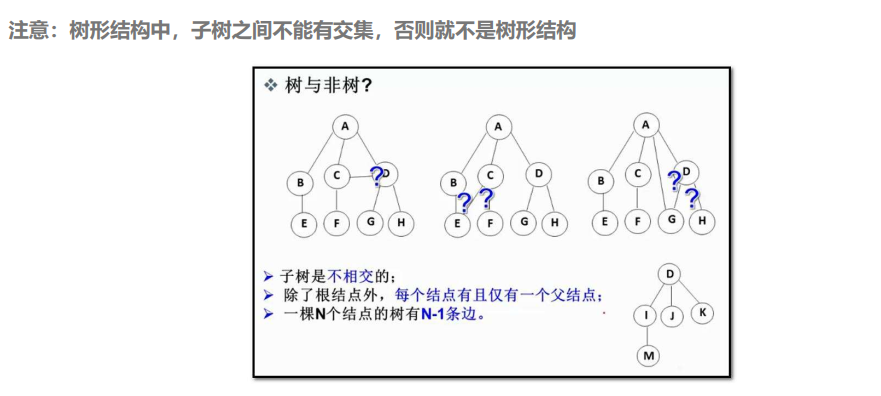 注意：树形结构中，子树之间不能有交集，否则就不是树形结构
❖ 树与非树?
A A A
B C ? D B C D B C ? D
? ? ?
E F G H E F G H E F G H
➢ 子树是不相交的；
➢ 除了根结点外，每个结点有且仅有一个父结点；
➢ 一棵N个结点的树有N-1条边。
D
I J K
M